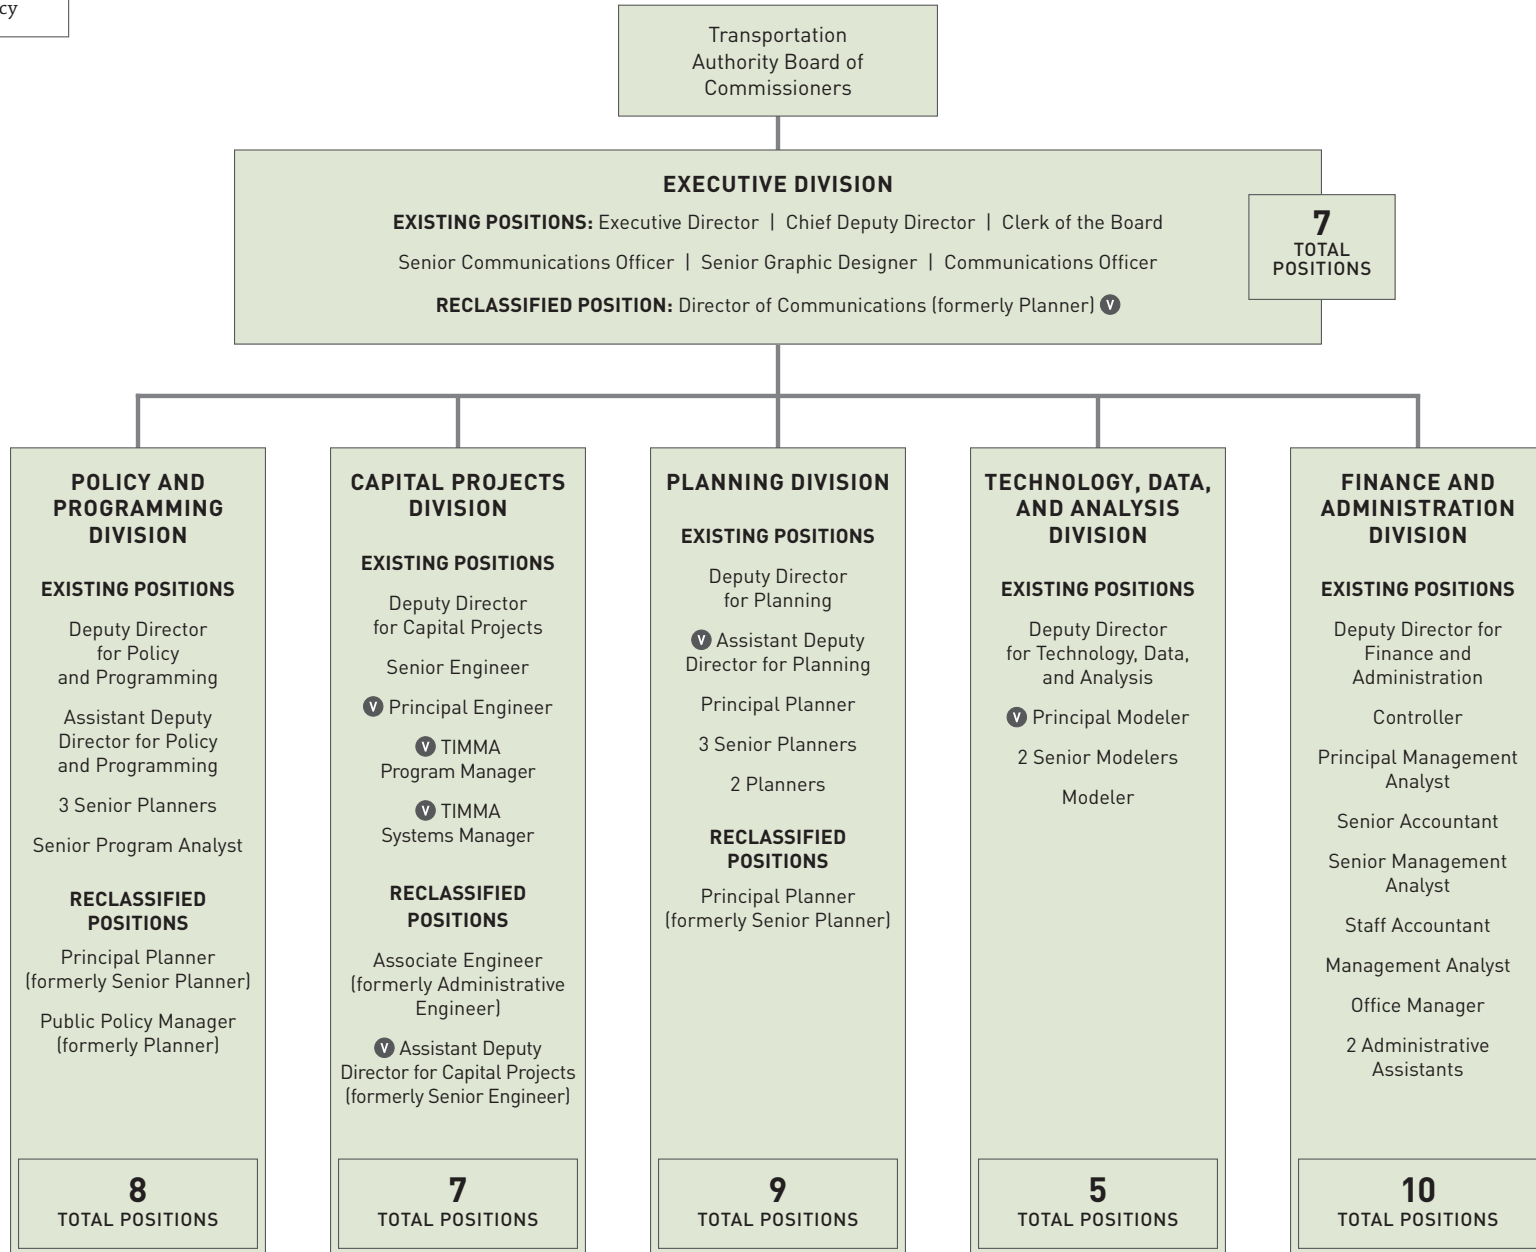 cy
Transportation
Authority Board of
Commissioners
EXECUTIVE DIVISION
EXISTING POSITIONS: Executive Director | Chief Deputy Director | Clerk of the Board
Senior Communications Officer | Senior Graphic Designer | Communications Officer
RECLASSIFIED POSITION: Director of Communications (formerly Planner) V
7
TOTAL
POSITIONS
POLICY AND
PROGRAMMING
DIVISION
EXISTING POSITIONS
Deputy Director
for Policy
and Programming
Assistant Deputy
Director for Policy
and Programming
3 Senior Planners
Senior Program Analyst
RECLASSIFIED
POSITIONS
Principal Planner
(formerly Senior Planner)
Public Policy Manager
(formerly Planner)
8
TOTAL POSITIONS
CAPITAL PROJECTS
DIVISION
EXISTING POSITIONS
Deputy Director
for Capital Projects
Senior Engineer
V Principal Engineer
V TIMMA
Program Manager
V TIMMA
Systems Manager
RECLASSIFIED
POSITIONS
Associate Engineer
(formerly Administrative
Engineer)
V Assistant Deputy
Director for Capital Projects
(formerly Senior Engineer)
7
TOTAL POSITIONS
PLANNING DIVISION
EXISTING POSITIONS
Deputy Director
for Planning
V Assistant Deputy
Director for Planning
Principal Planner
3 Senior Planners
2 Planners
RECLASSIFIED
POSITIONS
Principal Planner
(formerly Senior Planner)
9
TOTAL POSITIONS
TECHNOLOGY, DATA,
AND ANALYSIS
DIVISION
EXISTING POSITIONS
Deputy Director
for Technology, Data,
and Analysis
V Principal Modeler
2 Senior Modelers
Modeler
5
TOTAL POSITIONS
FINANCE AND
ADMINISTRATION
DIVISION
EXISTING POSITIONS
Deputy Director for
Finance and
Administration
Controller
Principal Management
Analyst
Senior Accountant
Senior Management
Analyst
Staff Accountant
Management Analyst
Office Manager
2 Administrative
Assistants
10
TOTAL POSITIONS